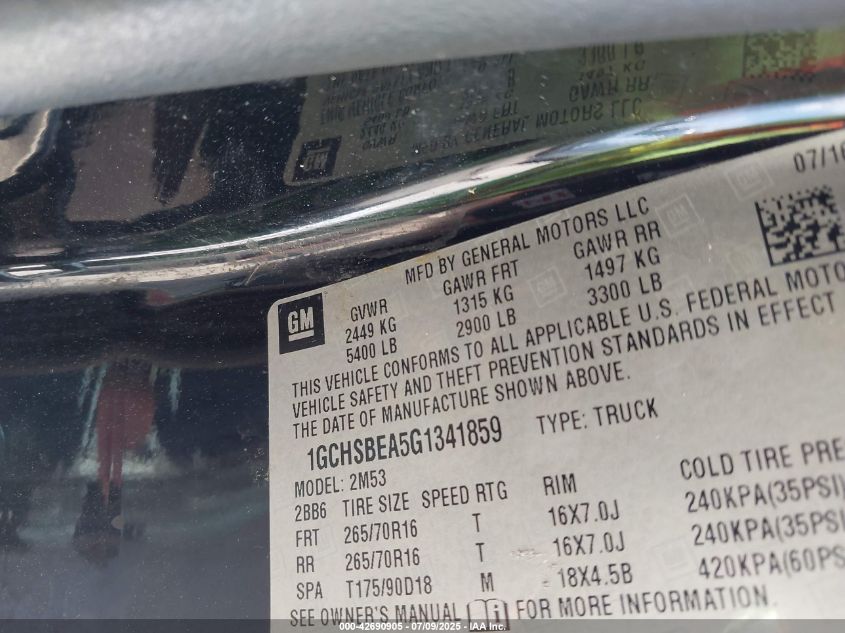 07/16
MFD BY GENERAL MOTORS LLC
GM
GVWR GAWR FRT GAWR RR
2449 KG 1315 KG 1497 KG
5400 LB 2900 LB 3300 LB
THIS VEHICLE CONFORMS TO ALL APPLICABLE U.S. FEDERAL MOTO
VEHICLE SAFETY AND THEFT PREVENTION STANDARDS IN EFFECT
THE DATE OF MANUFACTURE SHOWN ABOVE.
1GCHSBEA5G1341859 TYPE: TRUCK
MODEL: 2M53
2BB6 TIRE SIZE SPEED RTG RIM COLD TIRE PRE
FRT 265/70R16 T 16X7.0J 240KPA(35PSI)
RR 265/70R16 T 16X7.0J 240KPA(35PSI
SPA T175/90D18 M 18X4.5B 420KPA(60PS
SEE OWNER'S MANUAL FOR MORE INFORMATION
000-42690905 - 07/09/2025 - IAA Inc.